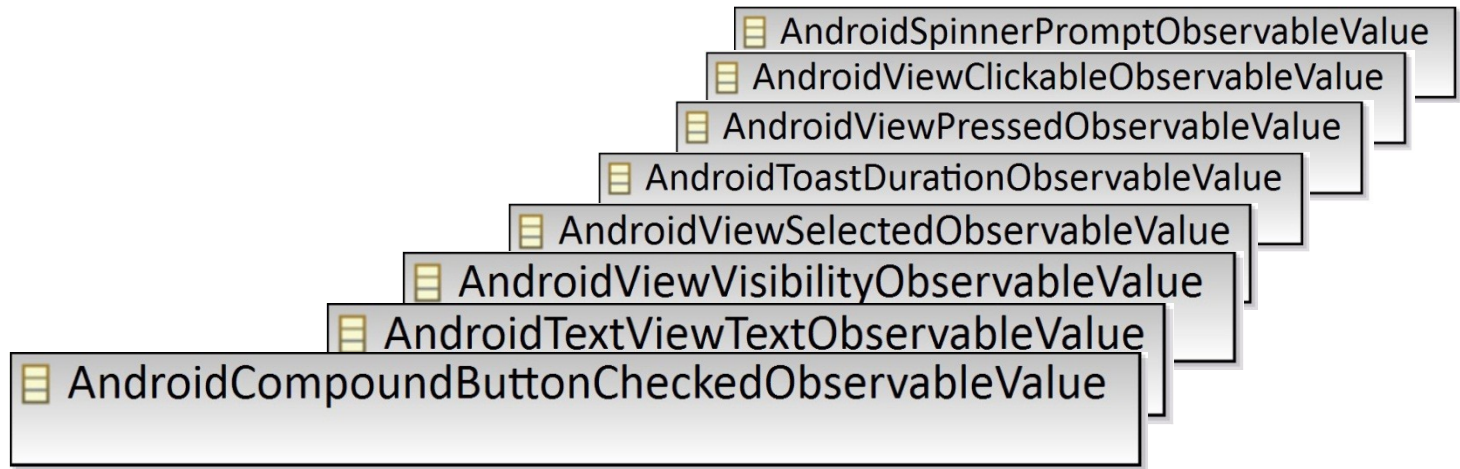 AndroidSpinnerPromptObservableValue
AndroidViewClickableObservableValue
AndroidViewPressedObservableValue
AndroidToastDurationObservableValue
AndroidViewSelectedObservableValue
AndroidViewVisibilityObservableValue
AndroidTextViewTextObservableValue
AndroidCompoundButtonCheckedObservableValue